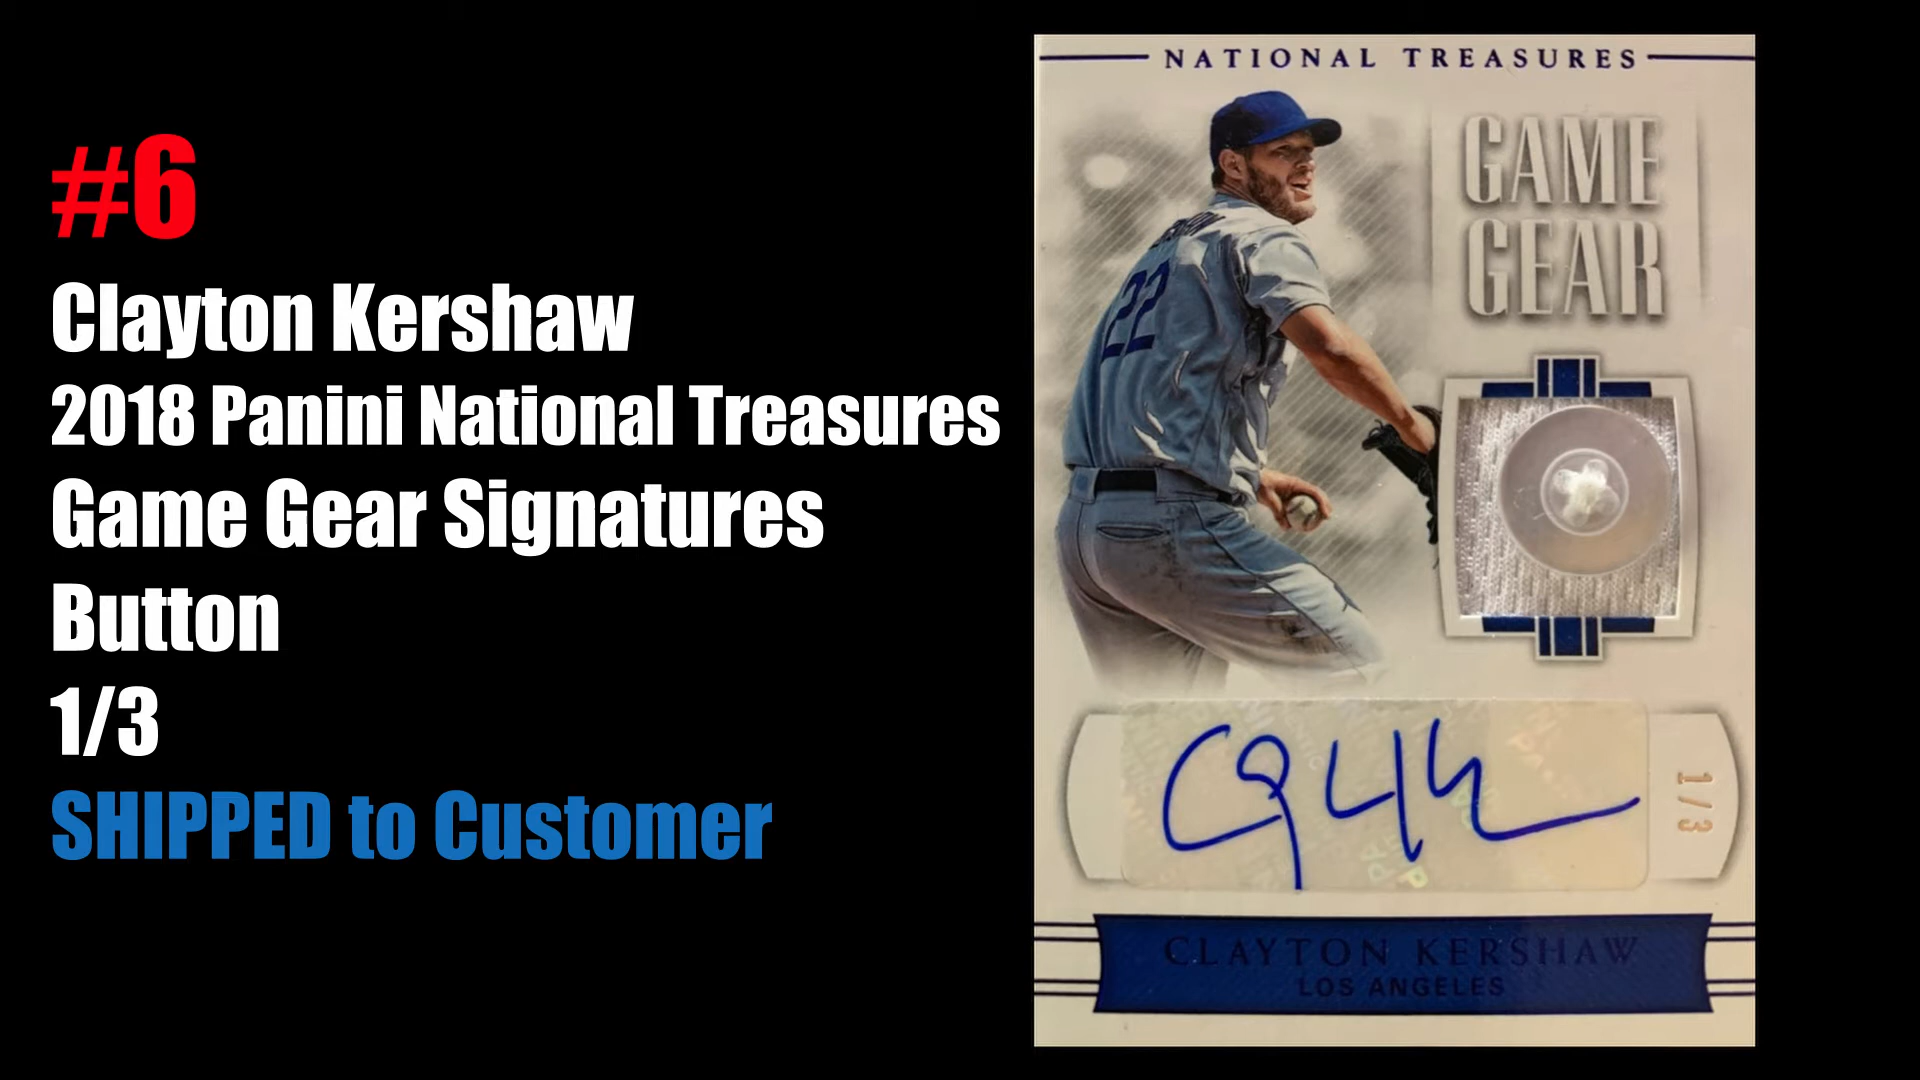 #6
Clayton Kershaw
2018 Panini National Treasures
Game Gear Signatures
Button
1/3
SHIPPED to Customer
NATIONAL TREASURES
GAME
GEAR
22
1/3
CLAYTON KERSHAW
LOS ANGELES